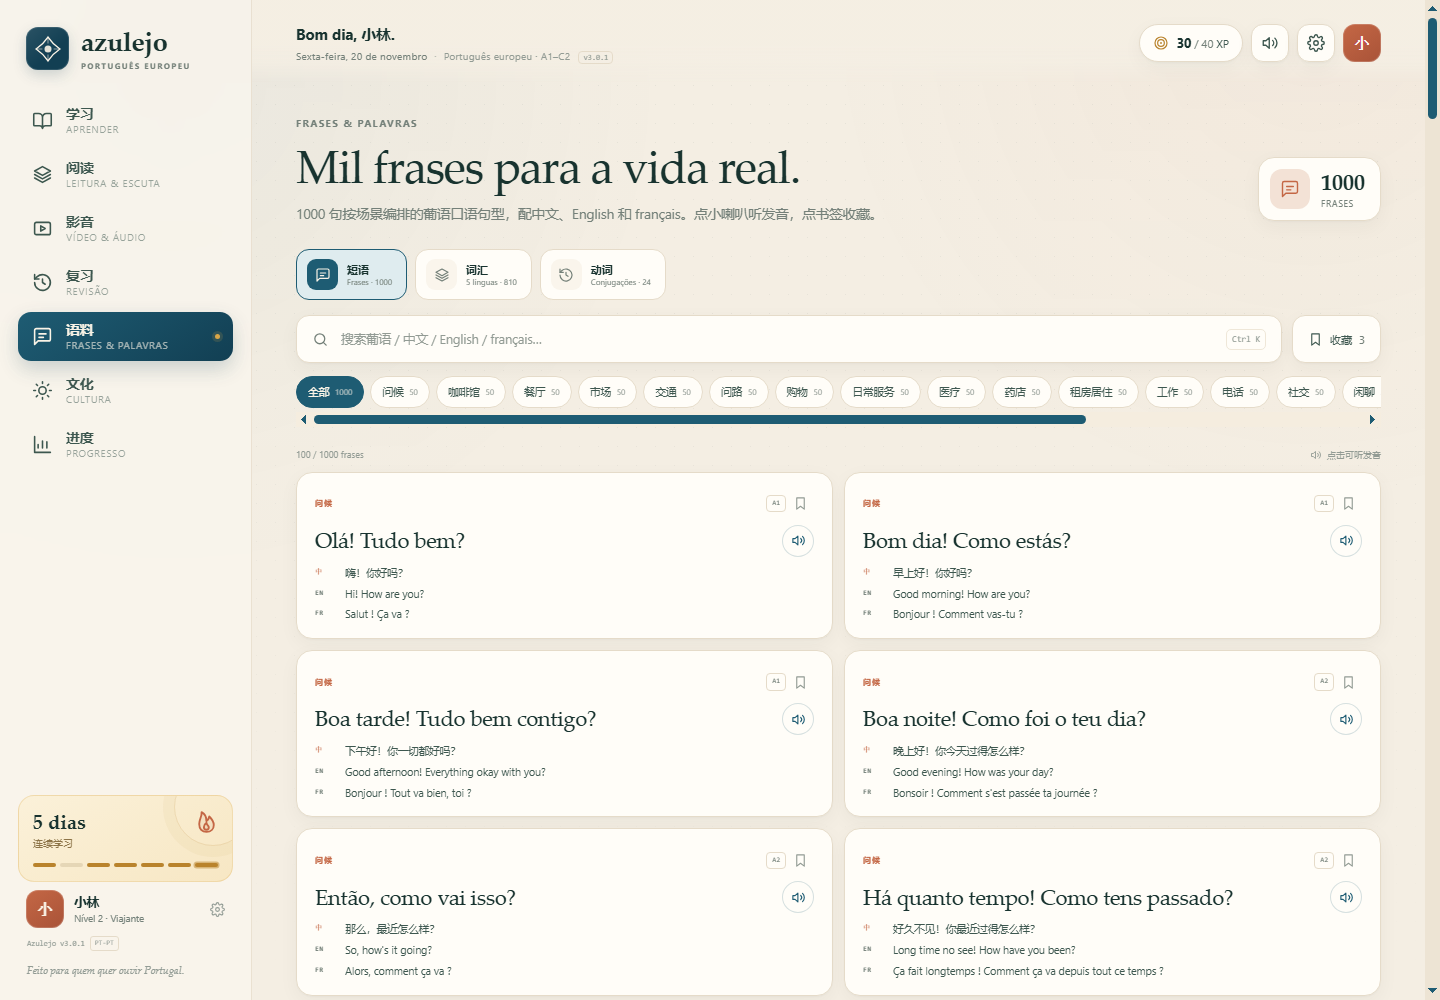 azulejo
PORTUGUÊS EUROPEU
学习
APRENDER
阅读
LEITURA & ESCUTA
影音
VÍDEO & ÁUDIO
复习
REVISÃO
语料
FRASES & PALAVRAS
文化
CULTURA
进度
PROGRESSO
5 dias
连续学习
小
小林
Nível 2 · Viajante
Azulejo v3.0.1 PT-PT
Feito para quem quer ouvir Portugal.
Bom dia, 小林.
Sexta-feira, 20 de novembro · Português europeu · A1–C2 v3.0.1
30 / 40 XP
小
FRASES & PALAVRAS
Mil frases para a vida real.
1000 句按场景编排的葡语口语句型，配中文、English 和 français。点小喇叭听发音，点书签收藏。
1000
FRASES
短语
Frases · 1000
词汇
5 línguas · 810
动词
Conjugações · 24
搜索葡语 / 中文 / English / français…
Ctrl K
收藏 3
全部 1000
问候 50
咖啡馆 50
餐厅 50
市场 50
交通 50
问路 50
购物 50
日常服务 50
医疗 50
药店 50
租房居住 50
工作 50
电话 50
社交 50
闲聊
100 / 1000 frases
点击可听发音
问候 A1
Olá! Tudo bem?
中 嗨！你好吗？
EN Hi! How are you?
FR Salut ! Ça va ?
问候 A1
Bom dia! Como estás?
中 早上好！你好吗？
EN Good morning! How are you?
FR Bonjour ! Comment vas-tu ?
问候 A1
Boa tarde! Tudo bem contigo?
中 下午好！你一切都好吗？
EN Good afternoon! Everything okay with you?
FR Bonjour ! Tout va bien, toi ?
问候 A2
Boa noite! Como foi o teu dia?
中 晚上好！你今天过得怎么样？
EN Good evening! How was your day?
FR Bonsoir ! Comment s'est passée ta journée ?
问候 A2
Então, como vai isso?
中 那么，最近怎么样？
EN So, how's it going?
FR Alors, comment ça va ?
问候 A2
Há quanto tempo! Como tens passado?
中 好久不见！你最近过得怎么样？
EN Long time no see! How have you been?
FR Ça fait longtemps ! Comment ça va depuis tout ce temps ?